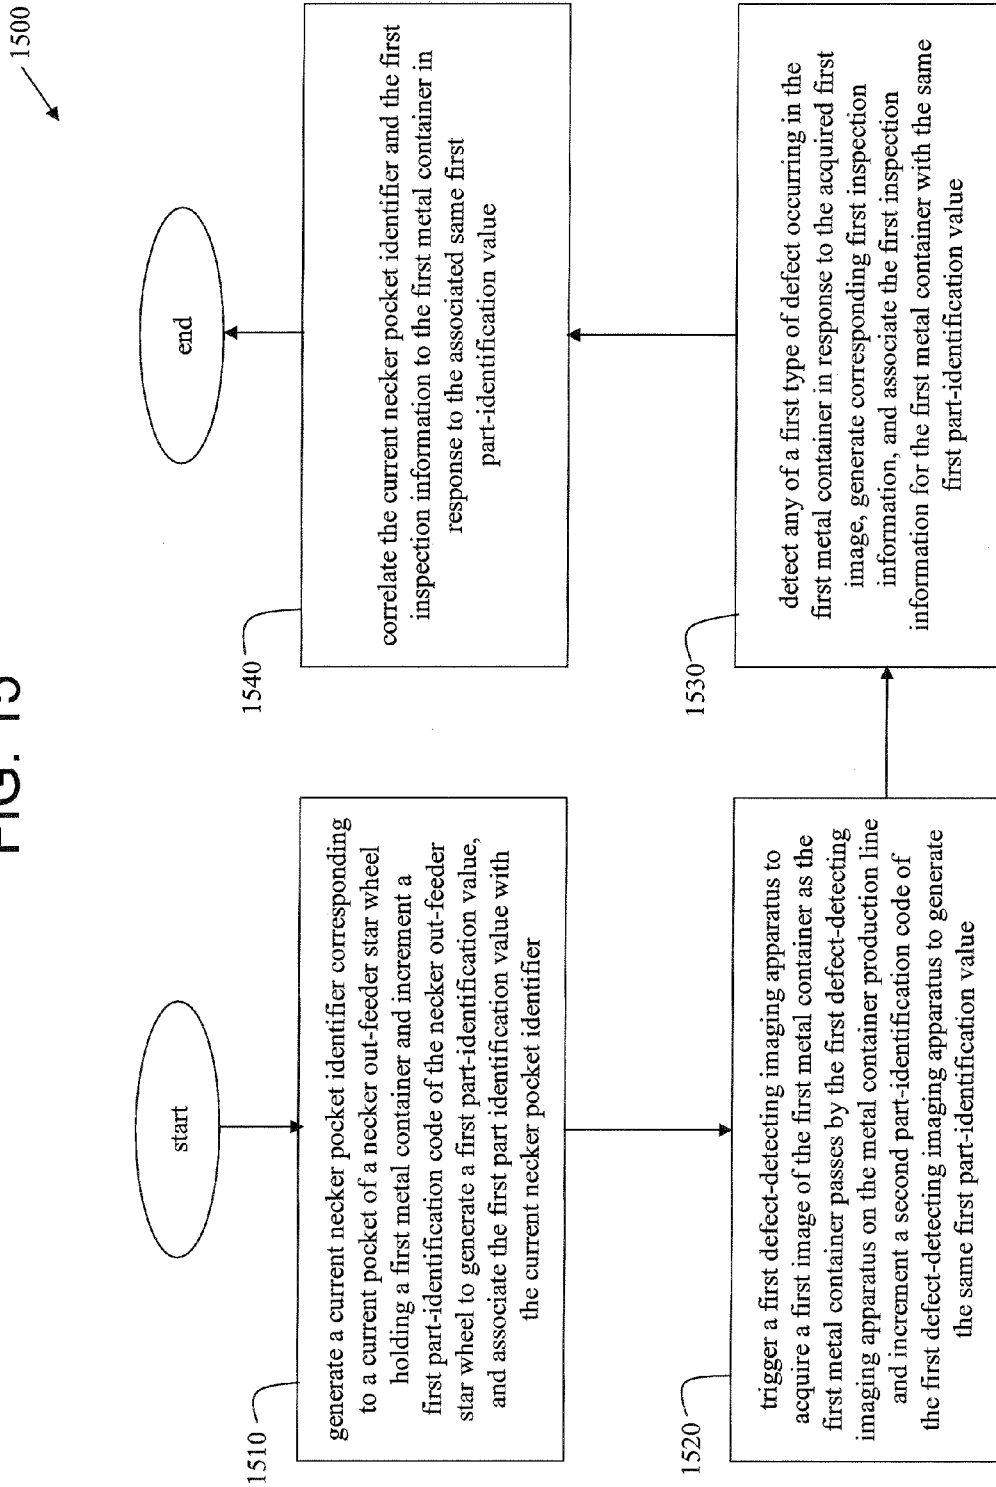 FIG. 15
1500
start
1510
generate a current necker pocket identifier corresponding
to a current pocket of a necker out-feeder star wheel
holding a first metal container and increment a
first part-identification code of the necker out-feeder
star wheel to generate a first part-identification value,
and associate the first part identification value with
the current necker pocket identifier
1520
trigger a first defect-detecting imaging apparatus to
acquire a first image of the first metal container as the
first metal container passes by the first defect-detecting
imaging apparatus on the metal container production line
and increment a second part-identification code of
the first defect-detecting imaging apparatus to generate
the same first part-identification value
1530
detect any of a first type of defect occurring in the
first metal container in response to the acquired first
image, generate corresponding first inspection
information, and associate the first inspection
information for the first metal container with the same
first part-identification value
1540
correlate the current necker pocket identifier and the first
inspection information to the first metal container in
response to the associated same first
part-identification value
end